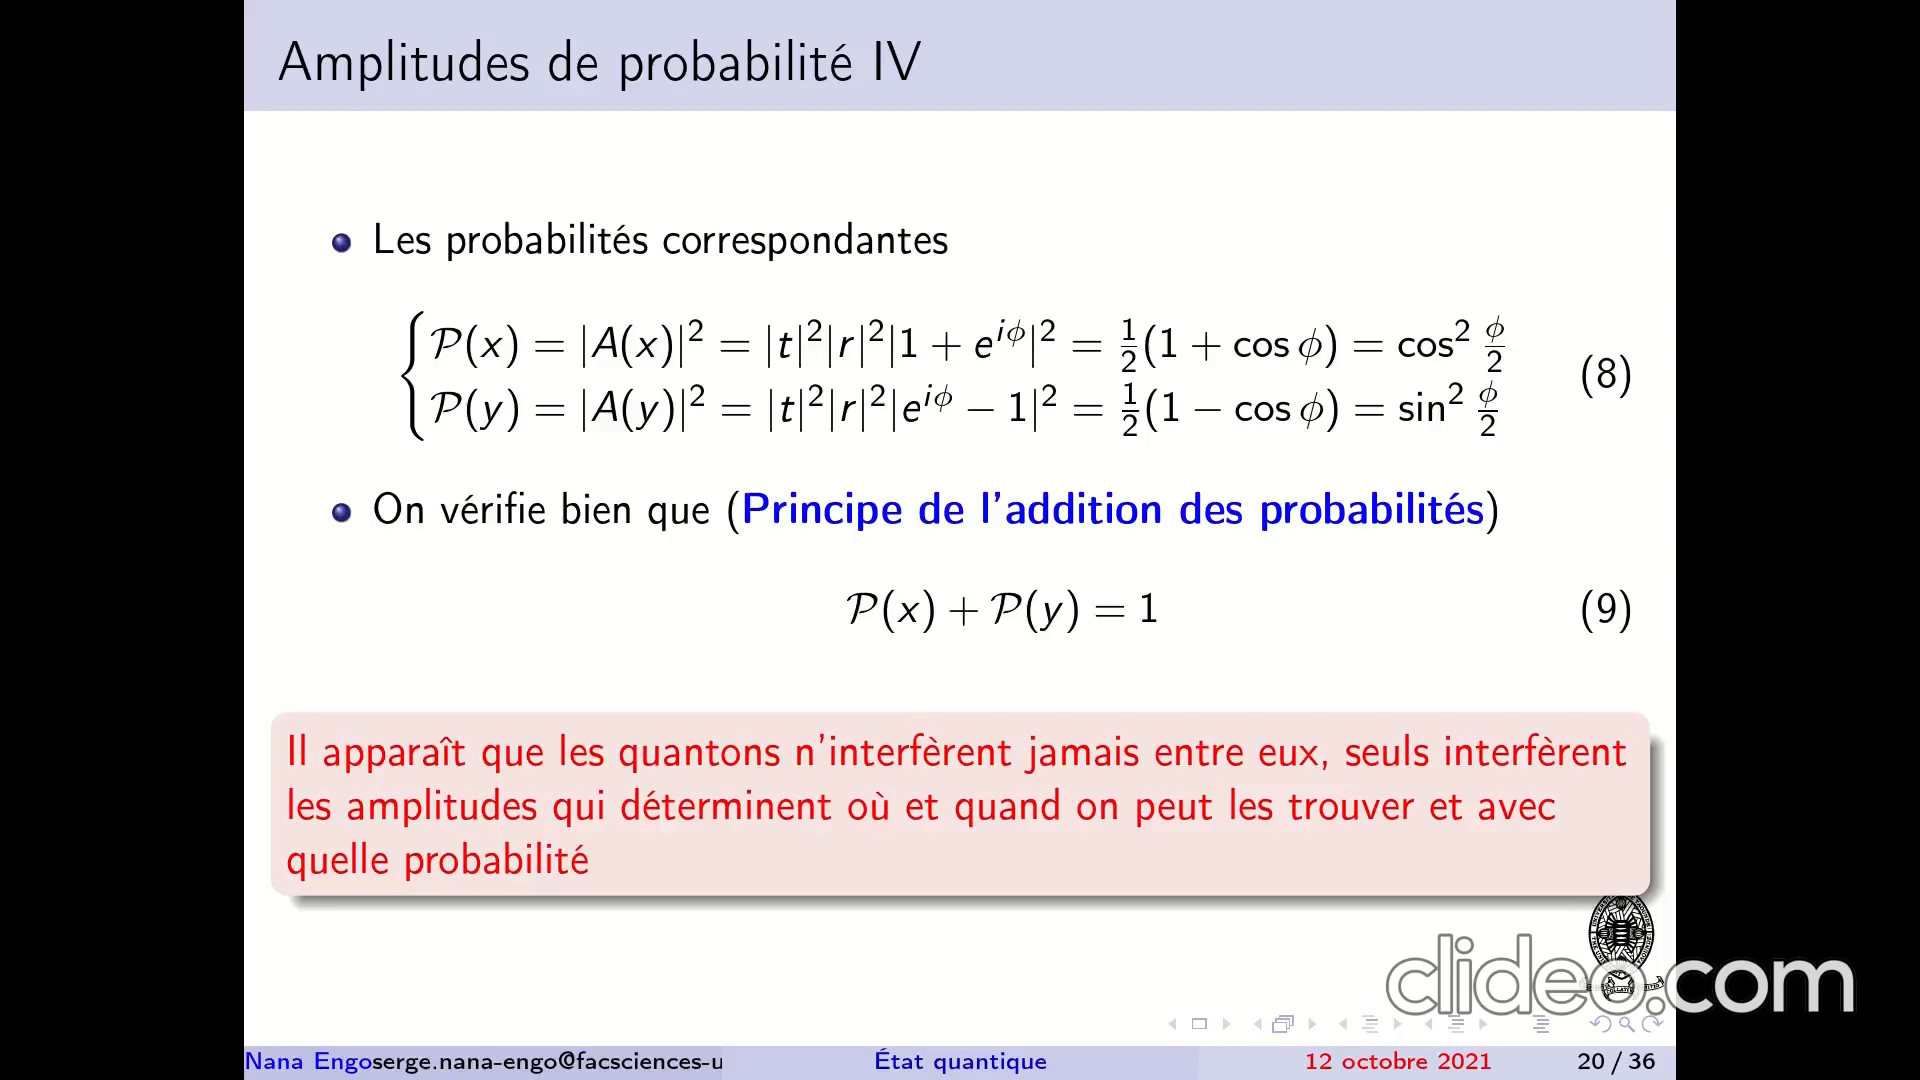 Amplitudes de probabilité IV
Les probabilités correspondantes
𝒫(x) = |A(x)|² = |t|²|r|²|1 + e^{iϕ}|² = ½(1 + cos ϕ) = cos² ϕ/2
𝒫(y) = |A(y)|² = |t|²|r|²|e^{iϕ} − 1|² = ½(1 − cos ϕ) = sin² ϕ/2
(8)
On vérifie bien que (Principe de l'addition des probabilités)
𝒫(x) + 𝒫(y) = 1 (9)
Il apparaît que les quantons n'interfèrent jamais entre eux, seuls interfèrent
les amplitudes qui déterminent où et quand on peut les trouver et avec
quelle probabilité
clideo.com
Nana Engoserge.nana-engo@facsciences-u État quantique 12 octobre 2021 20 / 36